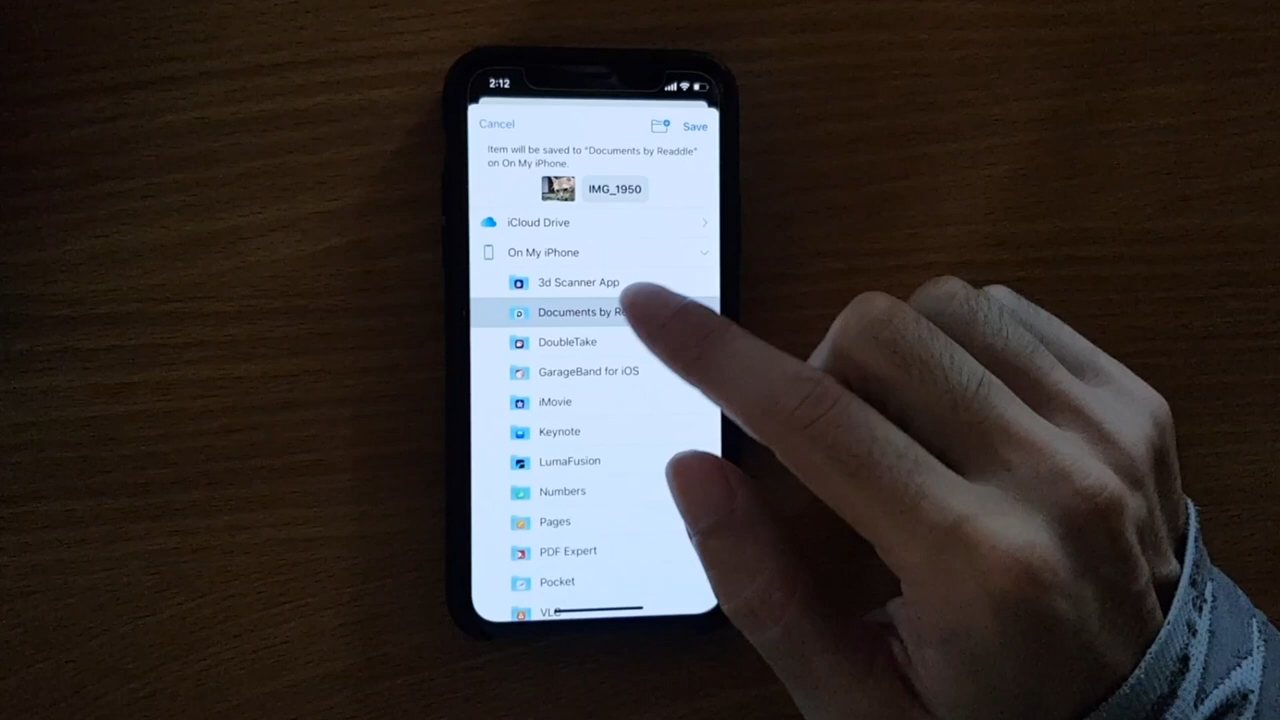 2:12
Cancel
Save
Item will be saved to "Documents by Readdle"
on On My iPhone.
IMG_1950
iCloud Drive
On My iPhone
3d Scanner App
Documents by Re
DoubleTake
GarageBand for iOS
iMovie
Keynote
LumaFusion
Numbers
Pages
PDF Expert
Pocket
VLC